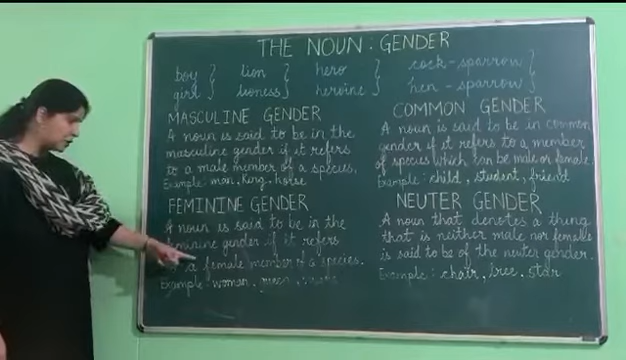 THE NOUN : GENDER
boy } lion } hero } cock - sparrow }
girl } lioness } heroine } hen - sparrow }
MASCULINE GENDER
A noun is said to be in the
masculine gender if it refers
to a male member of a species.
Example : man, king, horse
FEMININE GENDER
A noun is said to be in the
feminine gender if it refers
a female member of a species.
Example : woman,
COMMON GENDER
A noun is said to be in common
gender if it refers to a member
of species which can be male or female.
Example : child, student, friend
NEUTER GENDER
A noun that denotes a thing
that is neither male nor female
is said to be of the neuter gender.
Example : chair, tree, star